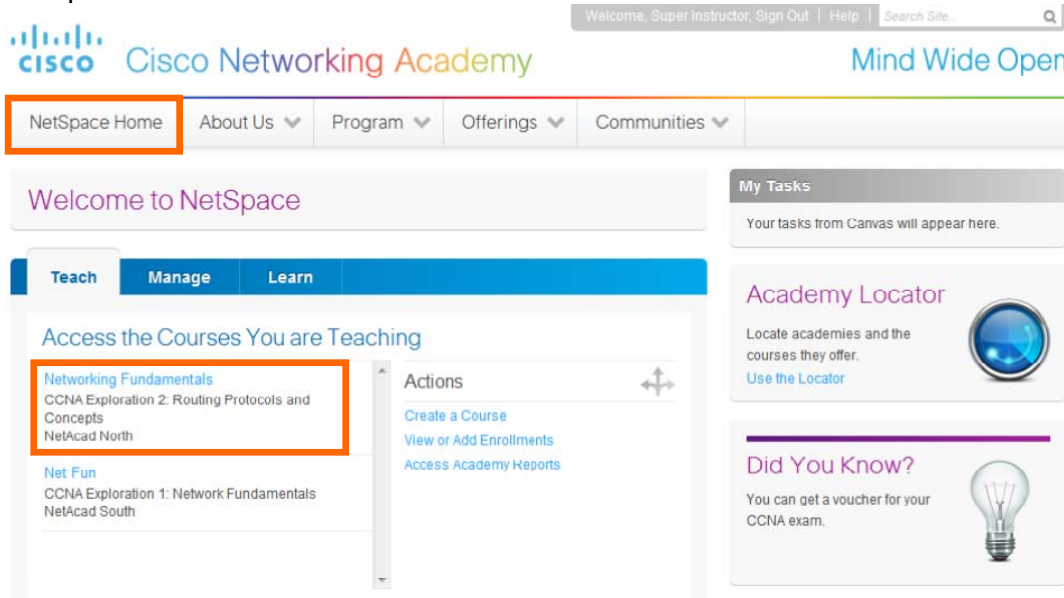 Welcome, Super Instructor, Sign Out | Help | Search Site...
CISCO Cisco Networking Academy
Mind Wide Open
NetSpace Home About Us Program Offerings Communities
Welcome to NetSpace
Teach Manage Learn
Access the Courses You are Teaching
Networking Fundamentals
CCNA Exploration 2: Routing Protocols and
Concepts
NetAcad North
Net Fun
CCNA Exploration 1: Network Fundamentals
NetAcad South
Actions
Create a Course
View or Add Enrollments
Access Academy Reports
My Tasks
Your tasks from Canvas will appear here.
Academy Locator
Locate academies and the
courses they offer.
Use the Locator
Did You Know?
You can get a voucher for your
CCNA exam.